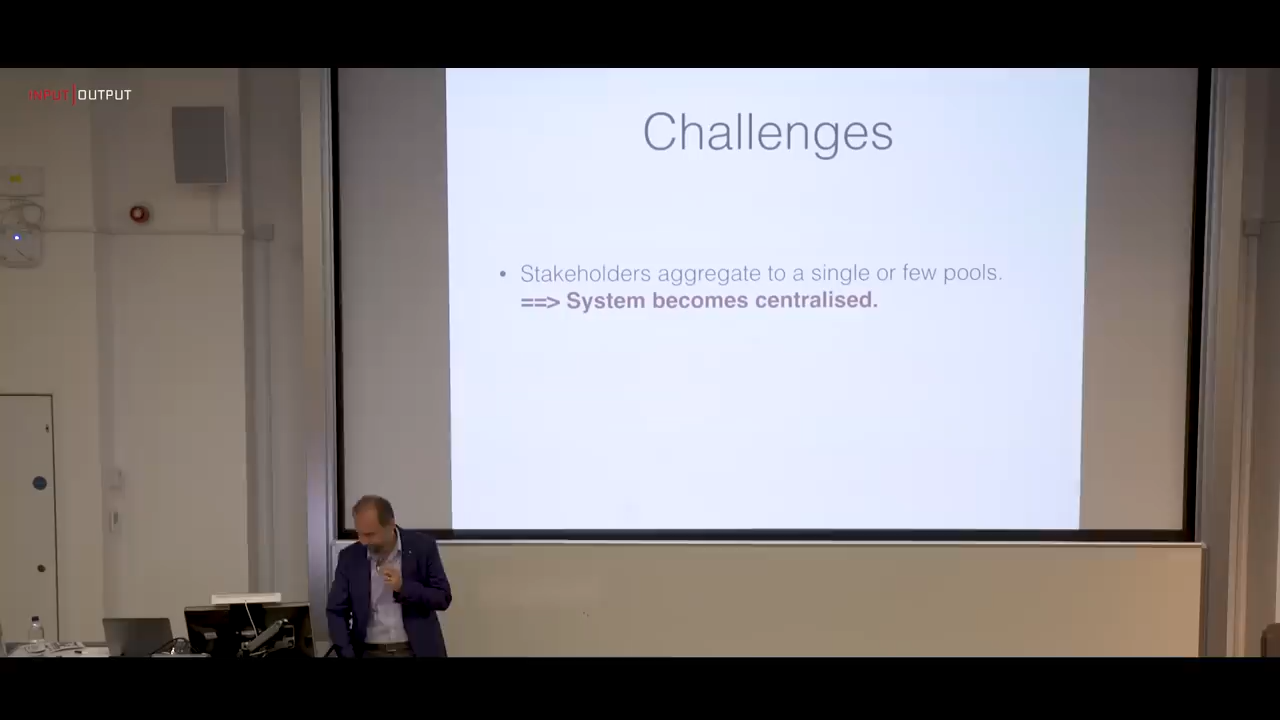 INPUT|OUTPUT
Challenges
• Stakeholders aggregate to a single or few pools.
==> System becomes centralised.